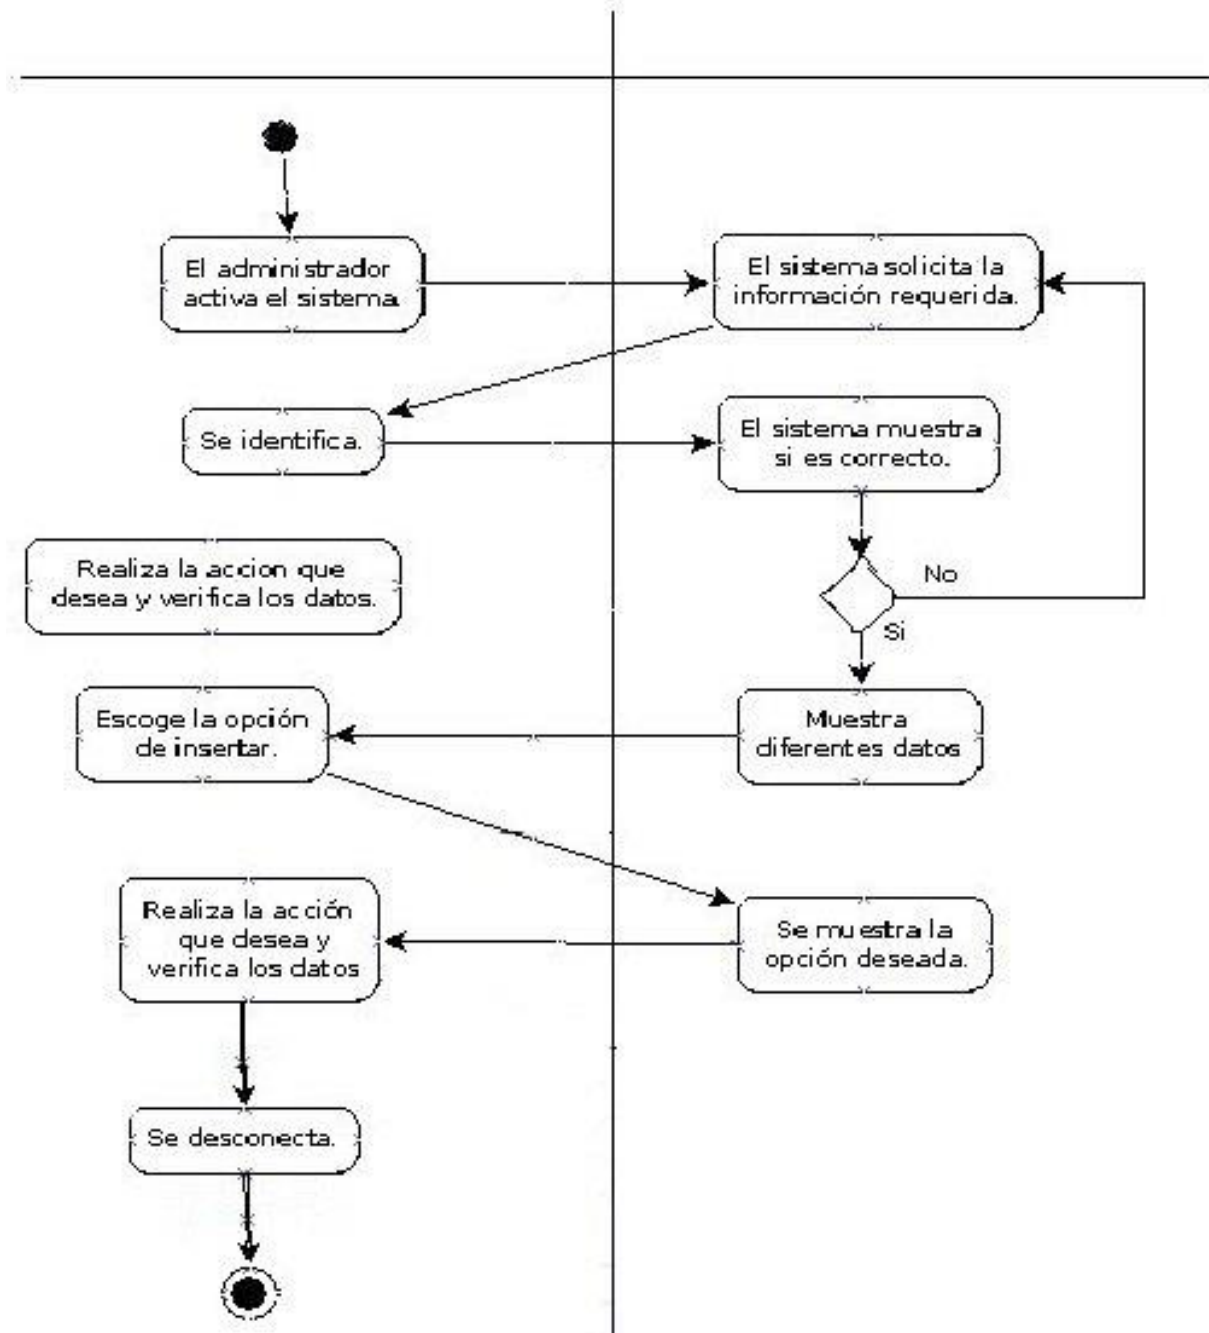 El administrador
activa el sistema.
El sistema solicita la
información requerida.
Se identifica.
El sistema muestra
si es correcto.
Realiza la accion que
desea y verifica los datos.
No
Si
Escoge la opción
de insertar.
Muestra
diferentes datos
Realiza la acción
que desea y
verifica los datos
Se muestra la
opción deseada.
Se desconecta.